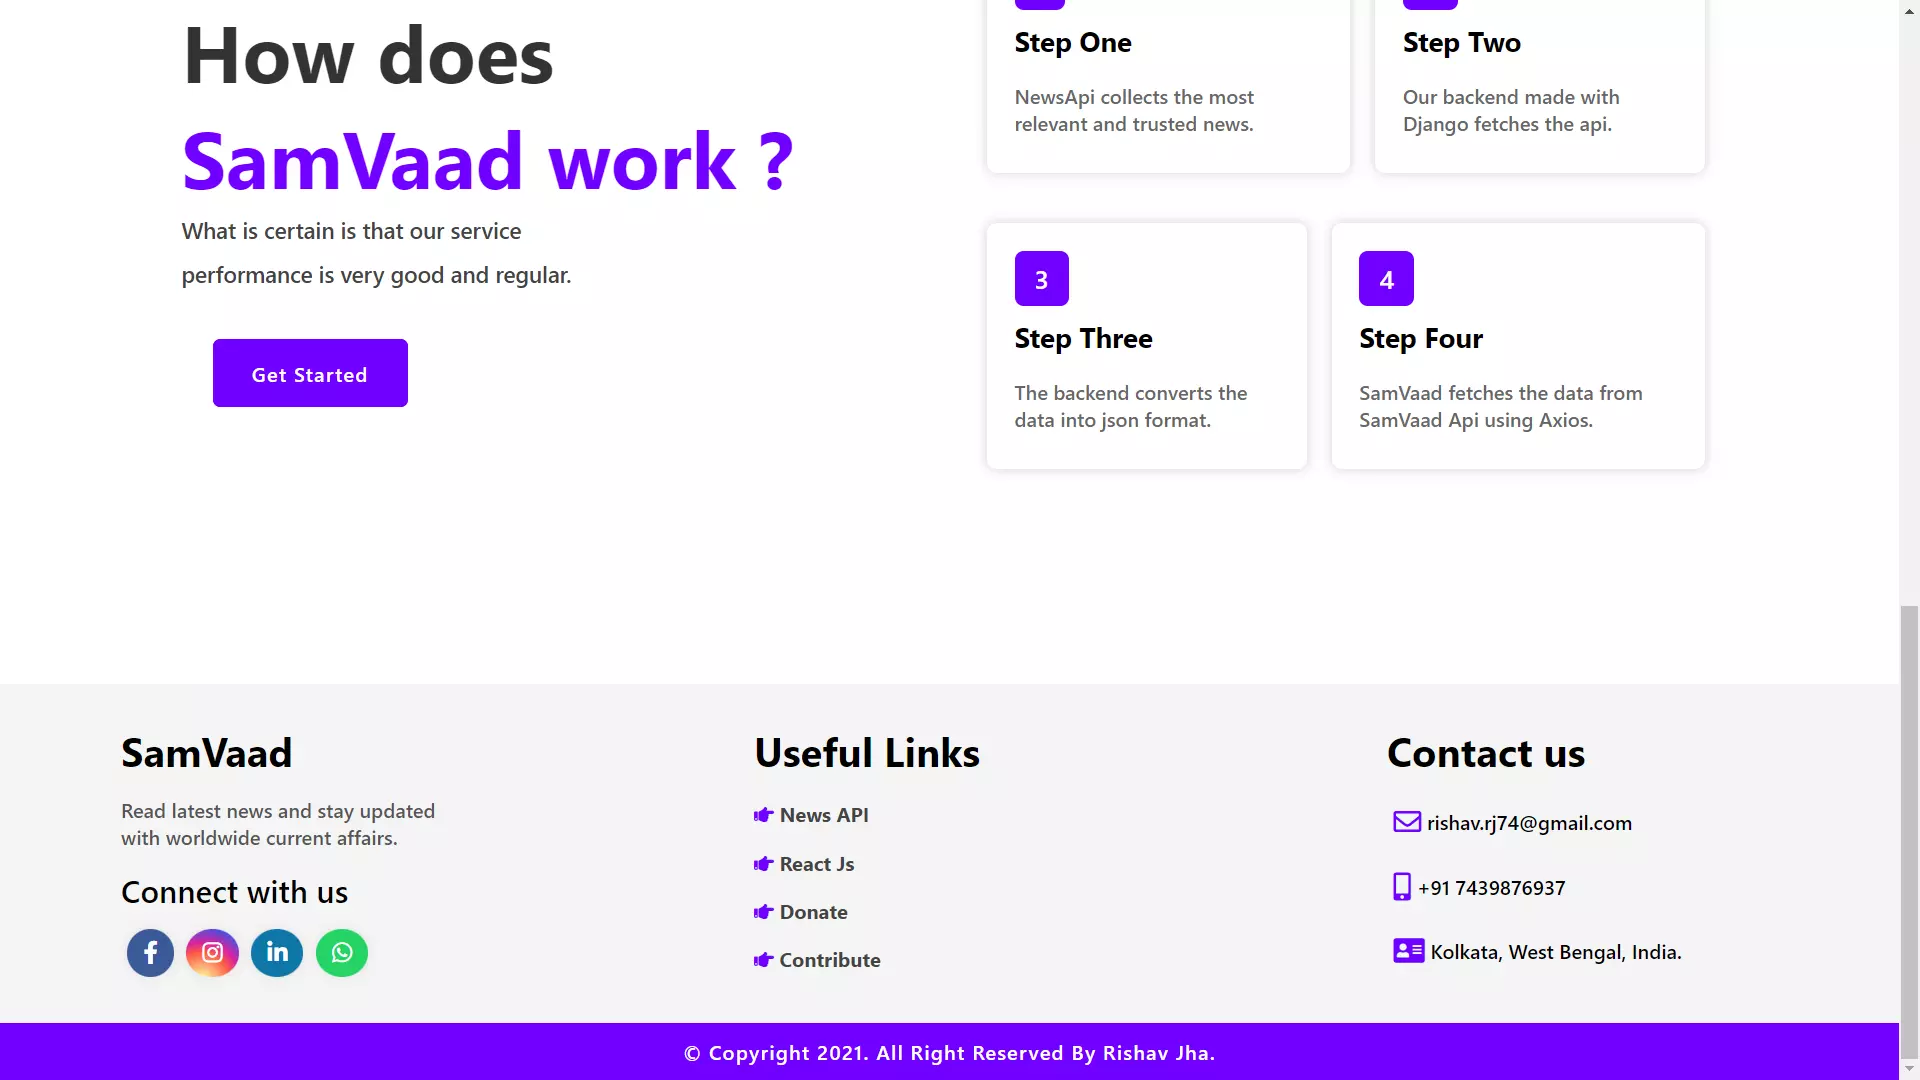 How does
SamVaad work ?
What is certain is that our service
performance is very good and regular.
Get Started
Step One
NewsApi collects the most
relevant and trusted news.
Step Two
Our backend made with
Django fetches the api.
3
Step Three
The backend converts the
data into json format.
4
Step Four
SamVaad fetches the data from
SamVaad Api using Axios.
SamVaad
Read latest news and stay updated
with worldwide current affairs.
Connect with us
Useful Links
News API
React Js
Donate
Contribute
Contact us
rishav.rj74@gmail.com
+91 7439876937
Kolkata, West Bengal, India.
© Copyright 2021. All Right Reserved By Rishav Jha.